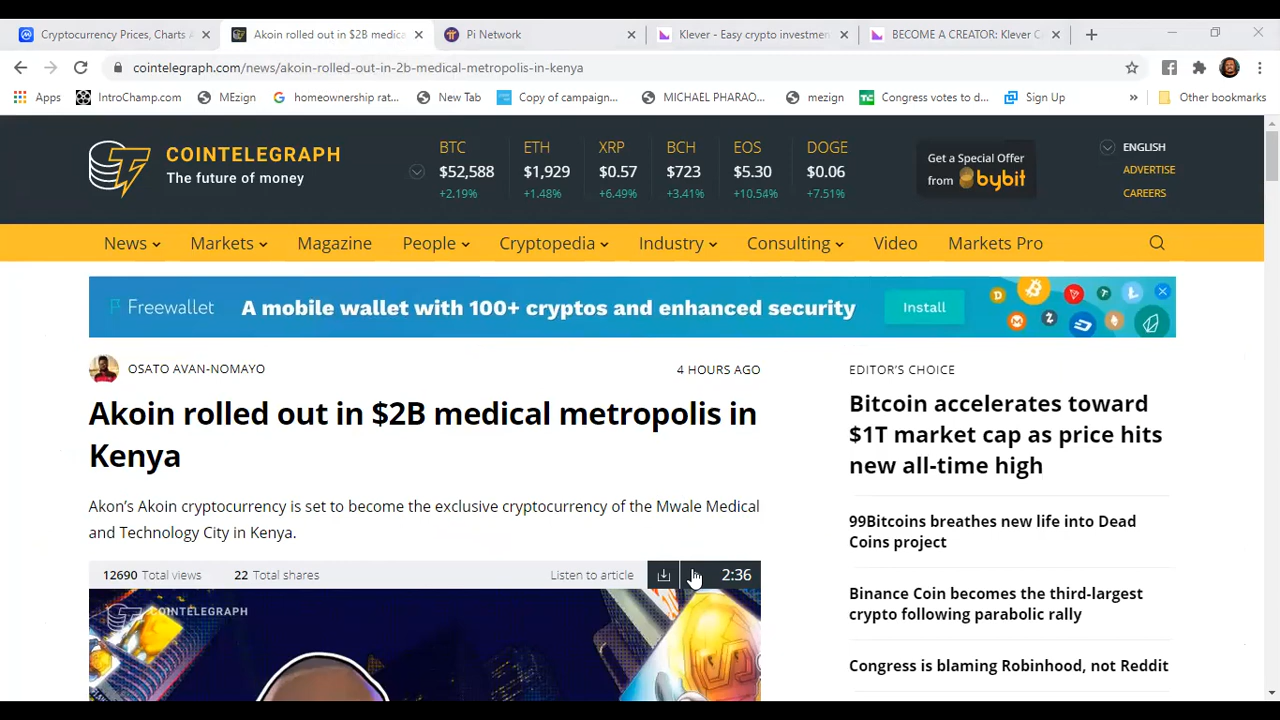 Cryptocurrency Prices, Charts A
Akoin rolled out in $2B medica
Pi Network
Klever - Easy crypto investmen
BECOME A CREATOR: Klever C
cointelegraph.com/news/akoin-rolled-out-in-2b-medical-metropolis-in-kenya
Apps
IntroChamp.com
MEzign
homeownership rat...
New Tab
Copy of campaign...
MICHAEL PHARAO...
mezign
Congress votes to d...
Sign Up
»
Other bookmarks
COINTELEGRAPH
The future of money
BTC ETH XRP BCH EOS DOGE
$52,588 $1,929 $0.57 $723 $5.30 $0.06
+2.19% +1.48% +6.49% +3.41% +10.54% +7.51%
Get a Special Offer
from bybit
ENGLISH
ADVERTISE
CAREERS
News Markets Magazine People Cryptopedia Industry Consulting Video Markets Pro
Freewallet A mobile wallet with 100+ cryptos and enhanced security Install
OSATO AVAN-NOMAYO 4 HOURS AGO
Akoin rolled out in $2B medical metropolis in
Kenya
Akon's Akoin cryptocurrency is set to become the exclusive cryptocurrency of the Mwale Medical
and Technology City in Kenya.
12690 Total views 22 Total shares Listen to article 2:36
COINTELEGRAPH
EDITOR'S CHOICE
Bitcoin accelerates toward
$1T market cap as price hits
new all-time high
99Bitcoins breathes new life into Dead
Coins project
Binance Coin becomes the third-largest
crypto following parabolic rally
Congress is blaming Robinhood, not Reddit